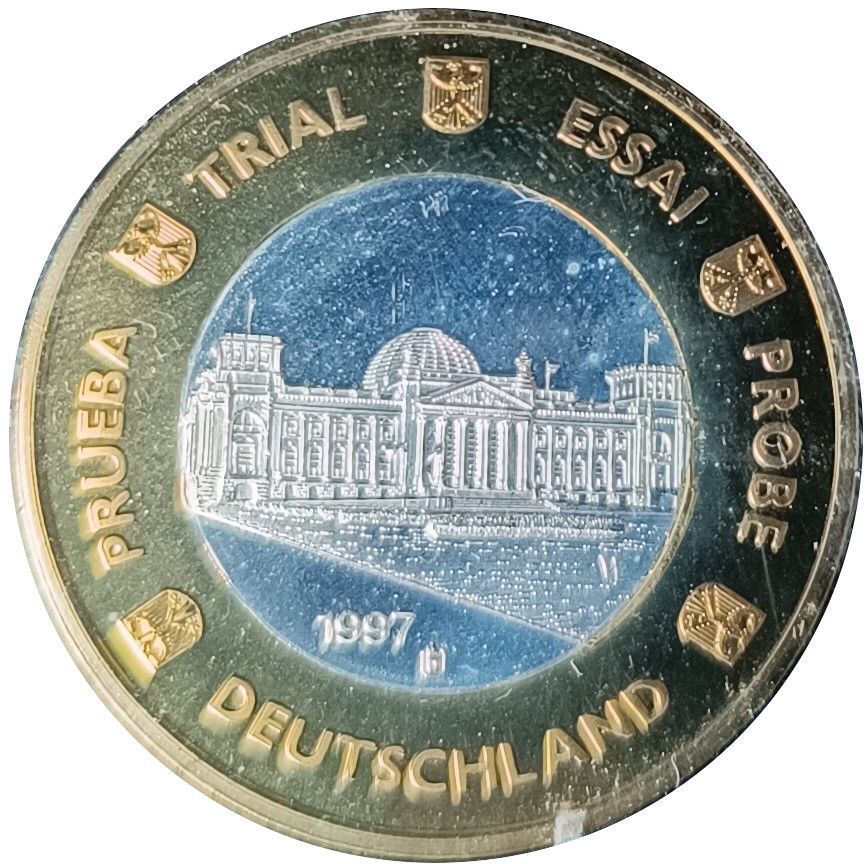 TRIAL
ESSAI
PROBE
DEUTSCHLAND
PRUEBA
1997